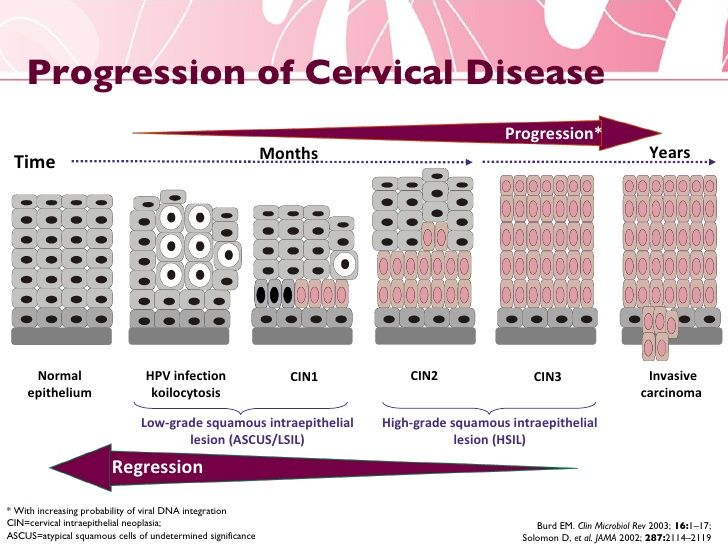 Progression of Cervical Disease
Progression*
Time
Months
Years
Normal
epithelium
HPV infection
koilocytosis
CIN1
CIN2
CIN3
Invasive
carcinoma
Low-grade squamous intraepithelial
lesion (ASCUS/LSIL)
High-grade squamous intraepithelial
lesion (HSIL)
Regression
* With increasing probability of viral DNA integration
CIN=cervical intraepithelial neoplasia;
ASCUS=atypical squamous cells of undetermined significance
Burd EM. Clin Microbiol Rev 2003; 16:1–17;
Solomon D, et al. JAMA 2002; 287:2114–2119